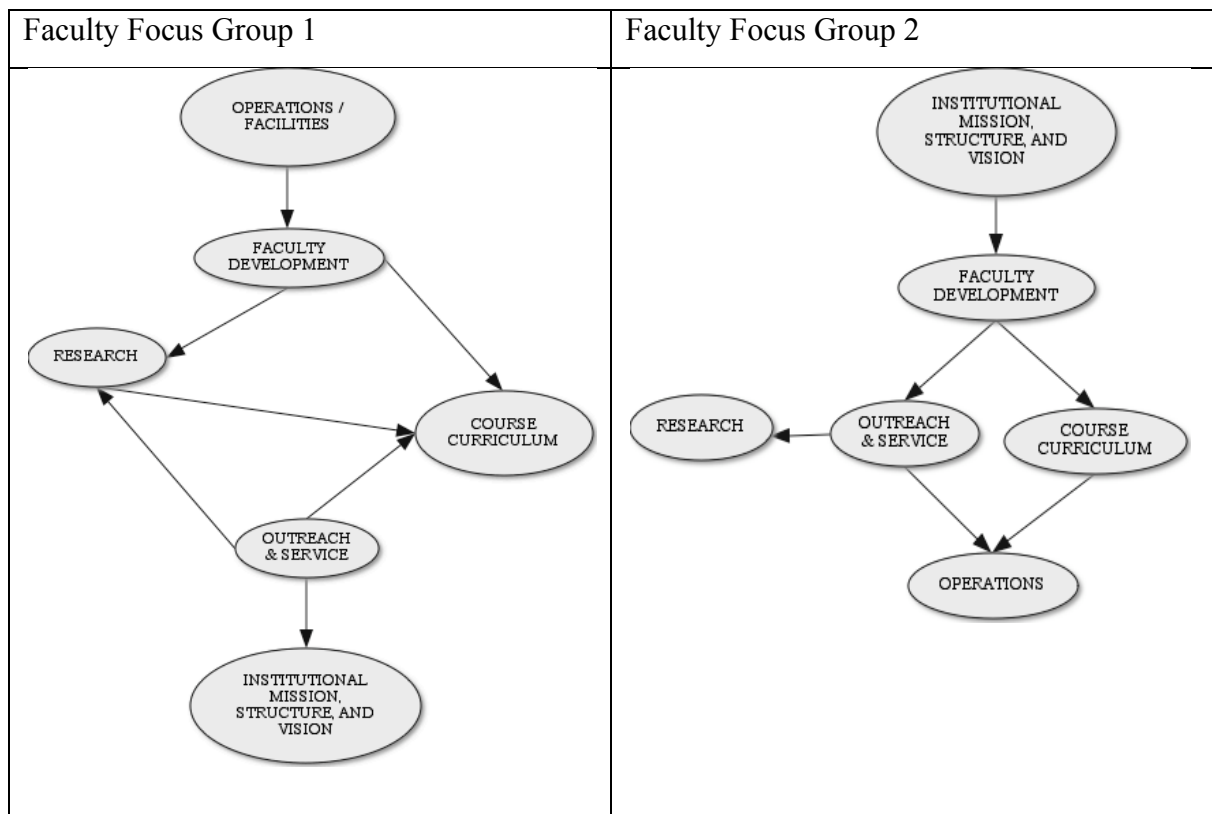 Faculty Focus Group 1
OPERATIONS /
FACILITIES
FACULTY
DEVELOPMENT
RESEARCH
COURSE
CURRICULUM
OUTREACH
& SERVICE
INSTITUTIONAL
MISSION,
STRUCTURE, AND
VISION
Faculty Focus Group 2
INSTITUTIONAL
MISSION,
STRUCTURE, AND
VISION
FACULTY
DEVELOPMENT
RESEARCH
OUTREACH
& SERVICE
COURSE
CURRICULUM
OPERATIONS